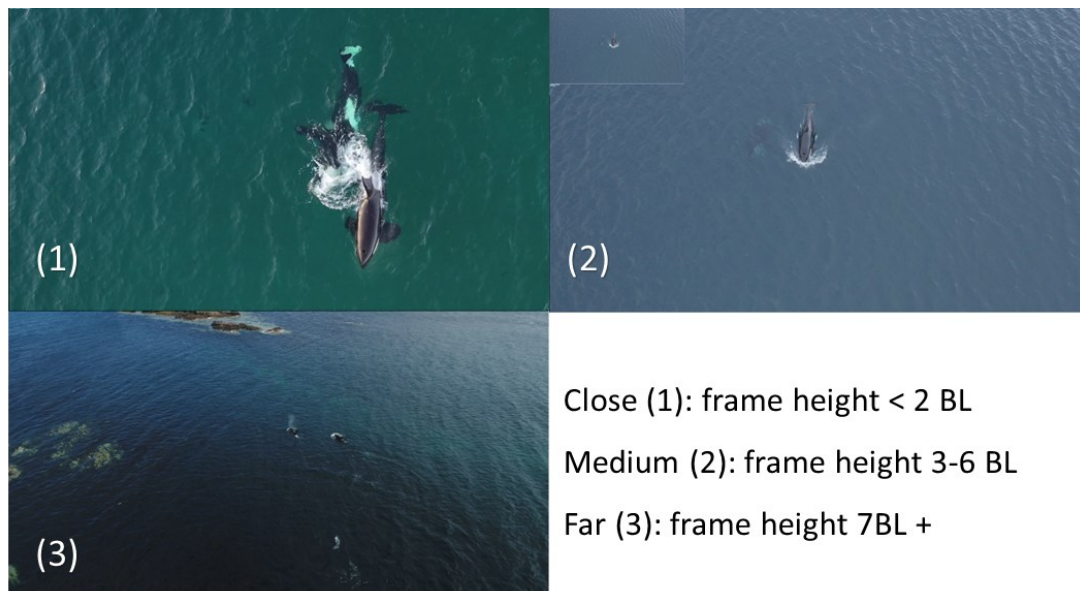 (1)
(2)
(3)
Close (1): frame height < 2 BL
Medium (2): frame height 3-6 BL
Far (3): frame height 7BL +